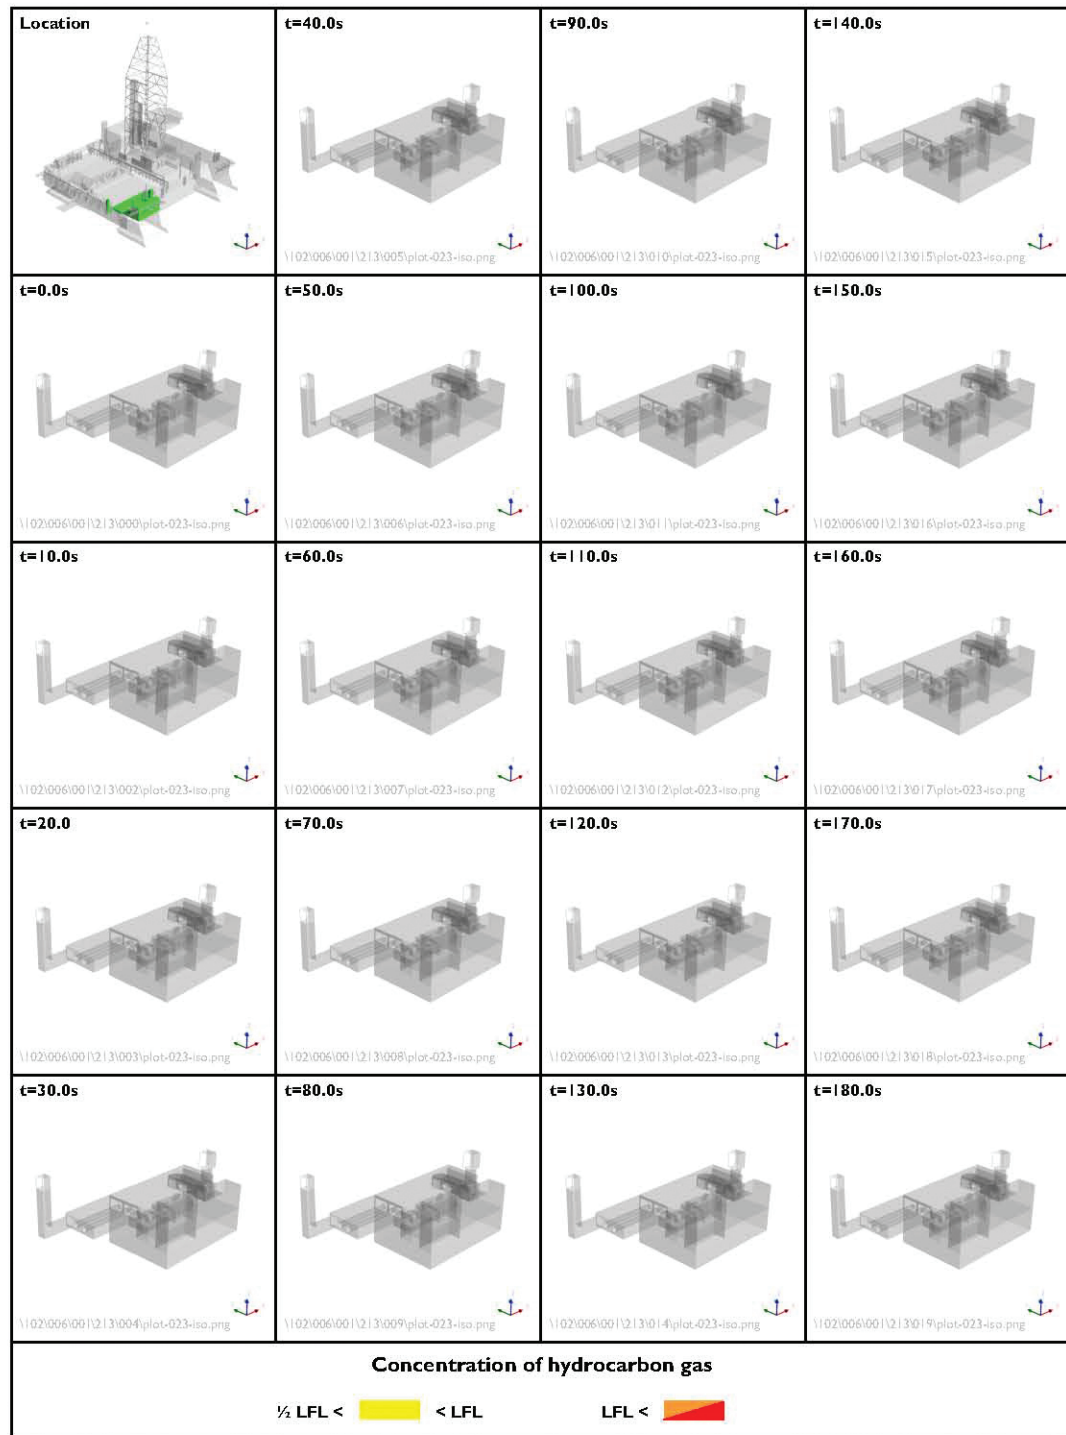 Location
t=40.0s
t=90.0s
t=140.0s
\102\006\001\213\005\plot-023-iso.png
\102\006\001\213\010\plot-023-iso.png
\102\006\001\213\015\plot-023-iso.png
t=0.0s
t=50.0s
t=100.0s
t=150.0s
\102\006\001\213\000\plot-023-iso.png
\102\006\001\213\006\plot-023-iso.png
\102\006\001\213\011\plot-023-iso.png
\102\006\001\213\016\plot-023-iso.png
t=10.0s
t=60.0s
t=110.0s
t=160.0s
\102\006\001\213\002\plot-023-iso.png
\102\006\001\213\007\plot-023-iso.png
\102\006\001\213\012\plot-023-iso.png
\102\006\001\213\017\plot-023-iso.png
t=20.0
t=70.0s
t=120.0s
t=170.0s
\102\006\001\213\003\plot-023-iso.png
\102\006\001\213\008\plot-023-iso.png
\102\006\001\213\013\plot-023-iso.png
\102\006\001\213\018\plot-023-iso.png
t=30.0s
t=80.0s
t=130.0s
t=180.0s
\102\006\001\213\004\plot-023-iso.png
\102\006\001\213\009\plot-023-iso.png
\102\006\001\213\014\plot-023-iso.png
\102\006\001\213\019\plot-023-iso.png
Concentration of hydrocarbon gas
½ LFL < < LFL LFL <